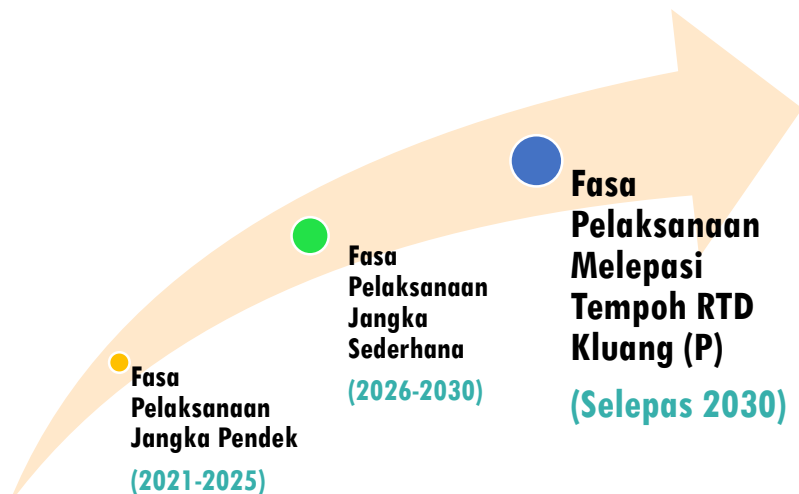 Fasa
Pelaksanaan
Jangka Pendek
(2021-2025)
Fasa
Pelaksanaan
Jangka
Sederhana
(2026-2030)
Fasa
Pelaksanaan
Melepasi
Tempoh RTD
Kluang (P)
(Selepas 2030)